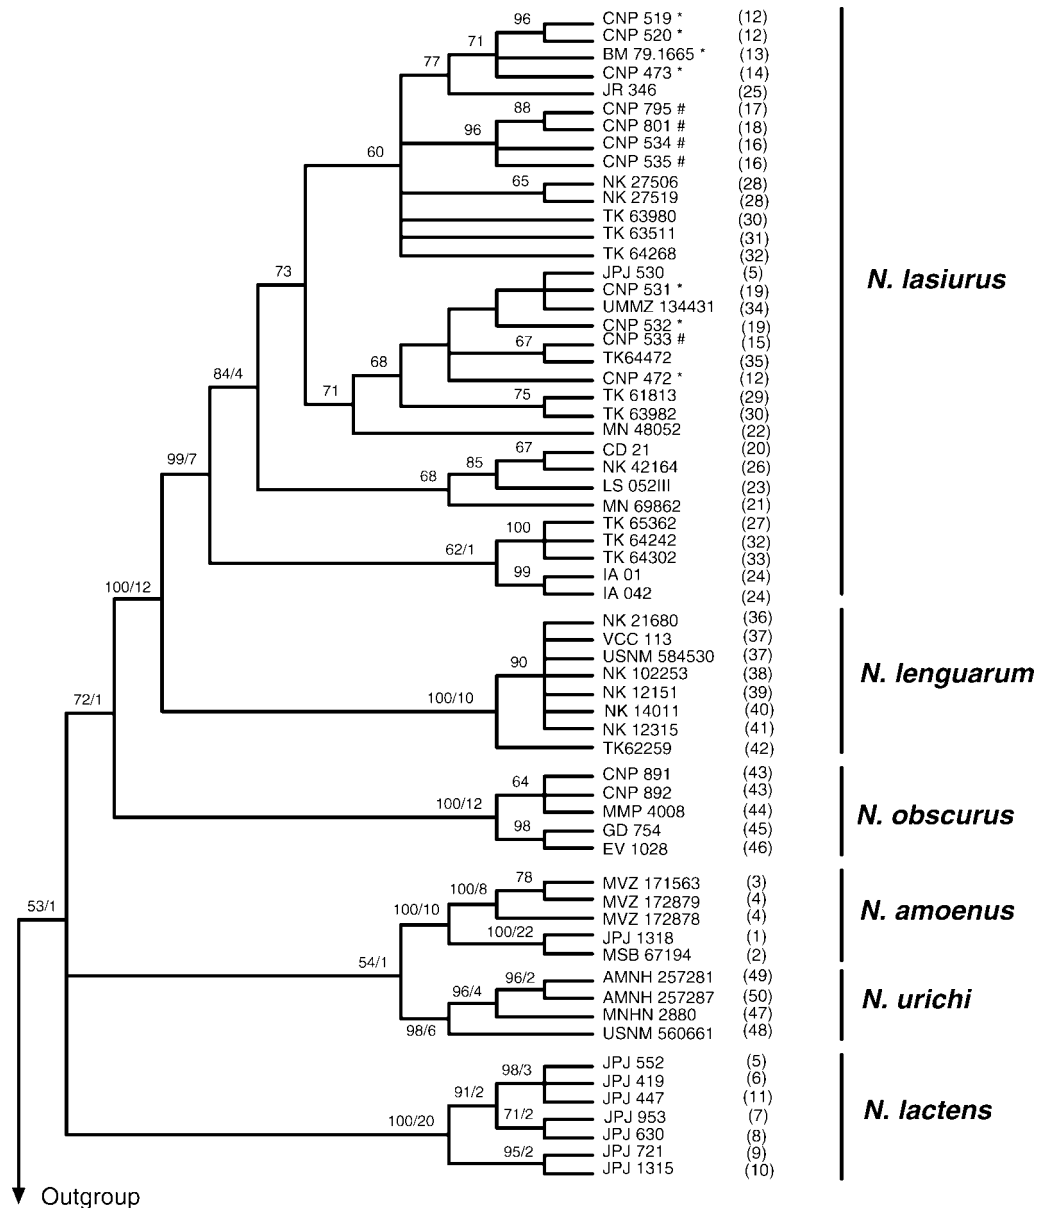 96 CNP 519 * (12)
CNP 520 * (12)
71 BM 79.1665 * (13)
77 CNP 473 * (14)
JR 346 (25)
88 CNP 795 # (17)
CNP 801 # (18)
96 CNP 534 # (16)
60 CNP 535 # (16)
65 NK 27506 (28)
NK 27519 (28)
TK 63980 (30)
TK 63511 (31)
TK 64268 (32)
73 JPJ 530 (5)
N. lasiurus
CNP 531 * (19)
UMMZ 134431 (34)
CNP 532 * (19)
67 CNP 533 # (15)
68 TK64472 (35)
84/4 CNP 472 * (12)
71 75 TK 61813 (29)
TK 63982 (30)
MN 48052 (22)
67 CD 21 (20)
99/7 85 NK 42164 (26)
68 LS 052III (23)
MN 69862 (21)
100 TK 65362 (27)
TK 64242 (32)
62/1 TK 64302 (33)
99 IA 01 (24)
100/12 IA 042 (24)
NK 21680 (36)
VCC 113 (37)
90 USNM 584530 (37)
NK 102253 (38)
N. lenguarum
72/1 100/10 NK 12151 (39)
NK 14011 (40)
NK 12315 (41)
TK62259 (42)
64 CNP 891 (43)
CNP 892 (43)
100/12 MMP 4008 (44)
N. obscurus
98 GD 754 (45)
EV 1028 (46)
78 MVZ 171563 (3)
100/8 MVZ 172879 (4)
53/1 100/10 MVZ 172878 (4)
N. amoenus
100/22 JPJ 1318 (1)
MSB 67194 (2)
54/1
96/2 AMNH 257281 (49)
96/4 AMNH 257287 (50)
N. urichi
MNHN 2880 (47)
98/6 USNM 560661 (48)
98/3 JPJ 552 (5)
JPJ 419 (6)
91/2 JPJ 447 (11)
N. lactens
100/20 71/2 JPJ 953 (7)
JPJ 630 (8)
95/2 JPJ 721 (9)
JPJ 1315 (10)
Outgroup